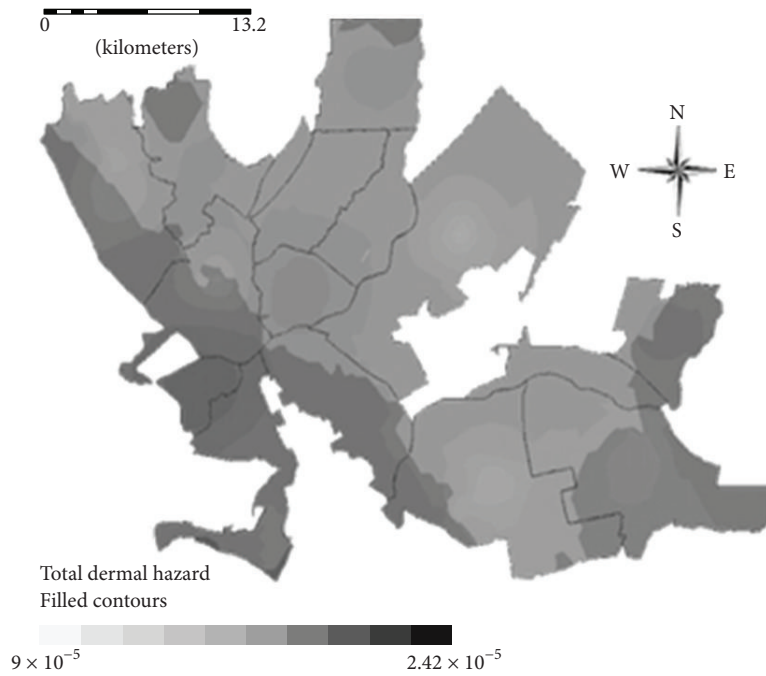 0 13.2
(kilometers)
N
W E
S
Total dermal hazard
Filled contours
9 × 10⁻⁵ 2.42 × 10⁻⁵